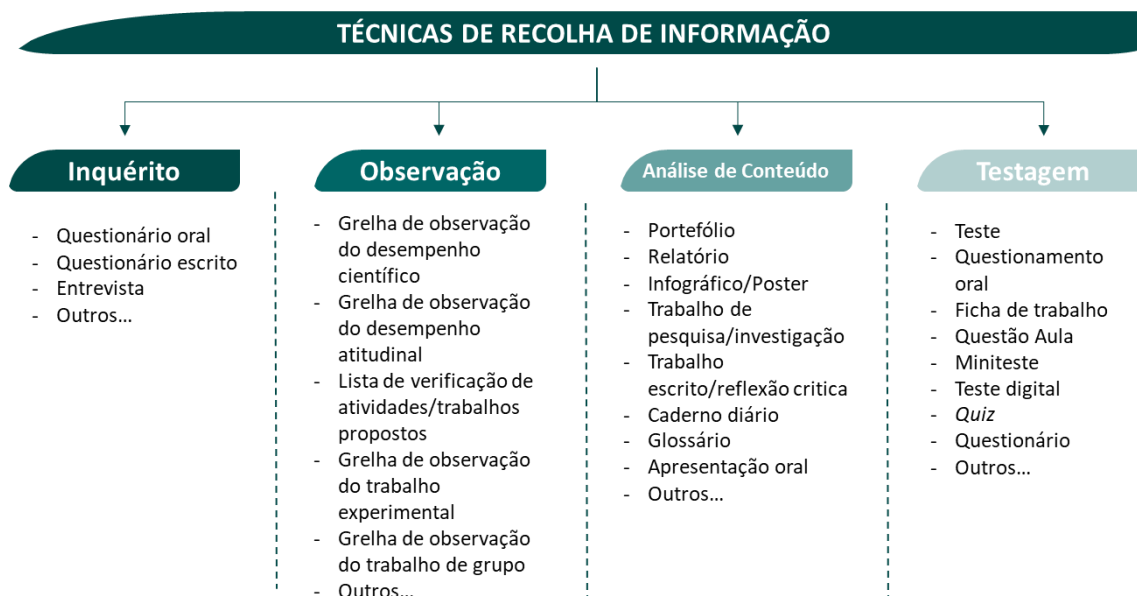 TÉCNICAS DE RECOLHA DE INFORMAÇÃO
Inquérito
- Questionário oral
- Questionário escrito
- Entrevista
- Outros...
Observação
- Grelha de observação
do desempenho
científico
- Grelha de observação
do desempenho
atitudinal
- Lista de verificação de
atividades/trabalhos
propostos
- Grelha de observação
do trabalho
experimental
- Grelha de observação
do trabalho de grupo
- Outros...
Análise de Conteúdo
- Portefólio
- Relatório
- Infográfico/Poster
- Trabalho de
pesquisa/investigação
- Trabalho
escrito/reflexão critica
- Caderno diário
- Glossário
- Apresentação oral
- Outros...
Testagem
- Teste
- Questionamento
oral
- Ficha de trabalho
- Questão Aula
- Miniteste
- Teste digital
- Quiz
- Questionário
- Outros...